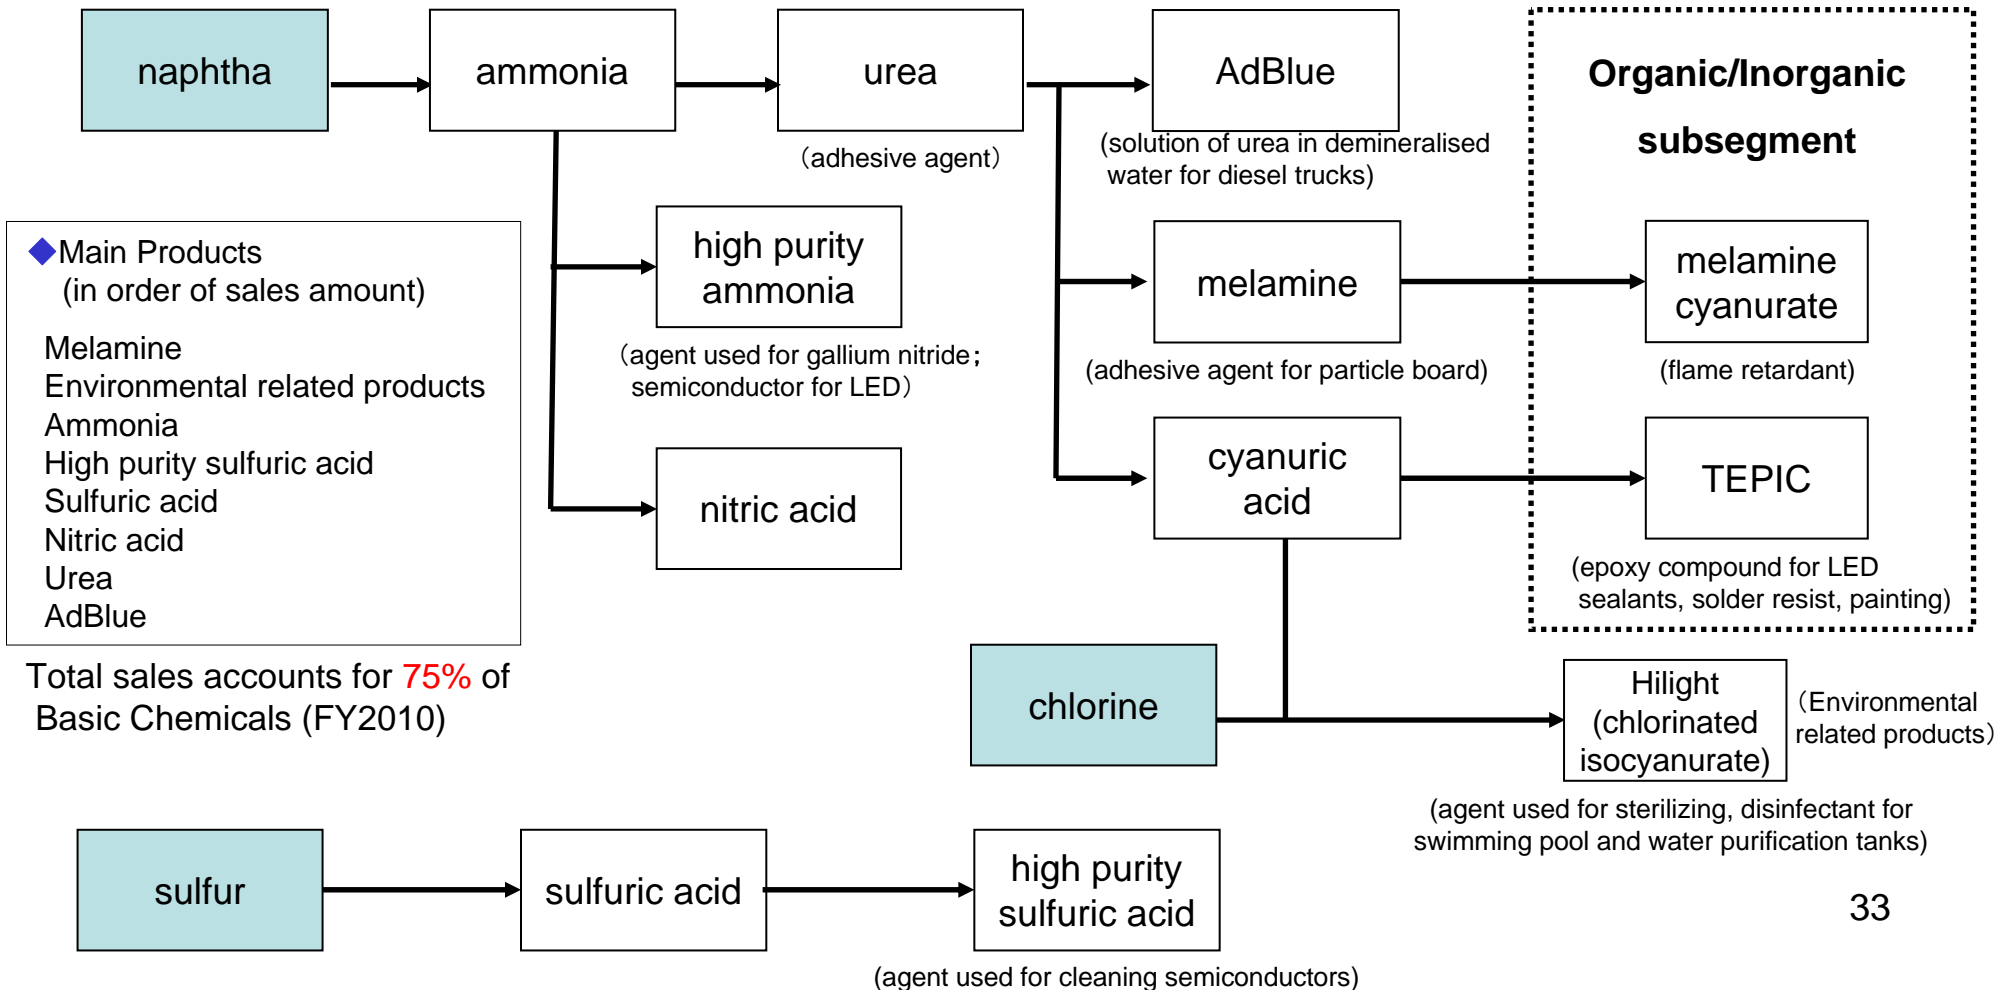 naphtha
ammonia
urea
（adhesive agent）
AdBlue
(solution of urea in demineralised
water for diesel trucks)
Organic/Inorganic
subsegment
◆Main Products
(in order of sales amount)
Melamine
Environmental related products
Ammonia
High purity sulfuric acid
Sulfuric acid
Nitric acid
Urea
AdBlue
Total sales accounts for 75% of
Basic Chemicals (FY2010)
high purity
ammonia
（agent used for gallium nitride；
semiconductor for LED）
nitric acid
melamine
(adhesive agent for particle board)
melamine
cyanurate
(flame retardant)
cyanuric
acid
TEPIC
(epoxy compound for LED
sealants, solder resist, painting)
chlorine
Hilight
(chlorinated
isocyanurate)
（Environmental
related products）
(agent used for sterilizing, disinfectant for
swimming pool and water purification tanks)
sulfur
sulfuric acid
high purity
sulfuric acid
(agent used for cleaning semiconductors)
33